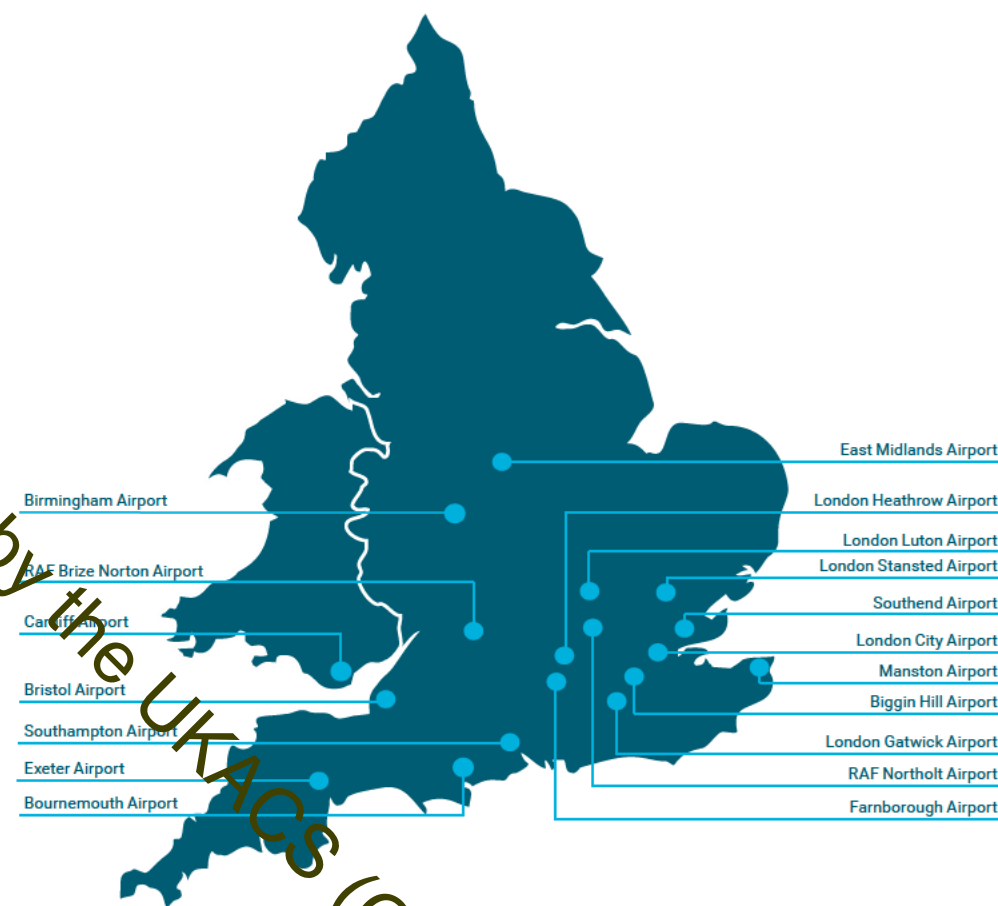 East Midlands Airport
Birmingham Airport
London Heathrow Airport
London Luton Airport
London Stansted Airport
RAF Brize Norton Airport
Southend Airport
Cardiff Airport
London City Airport
Manston Airport
Bristol Airport
Biggin Hill Airport
Southampton Airport
London Gatwick Airport
Exeter Airport
RAF Northolt Airport
Bournemouth Airport
Farnborough Airport
by the UKACS